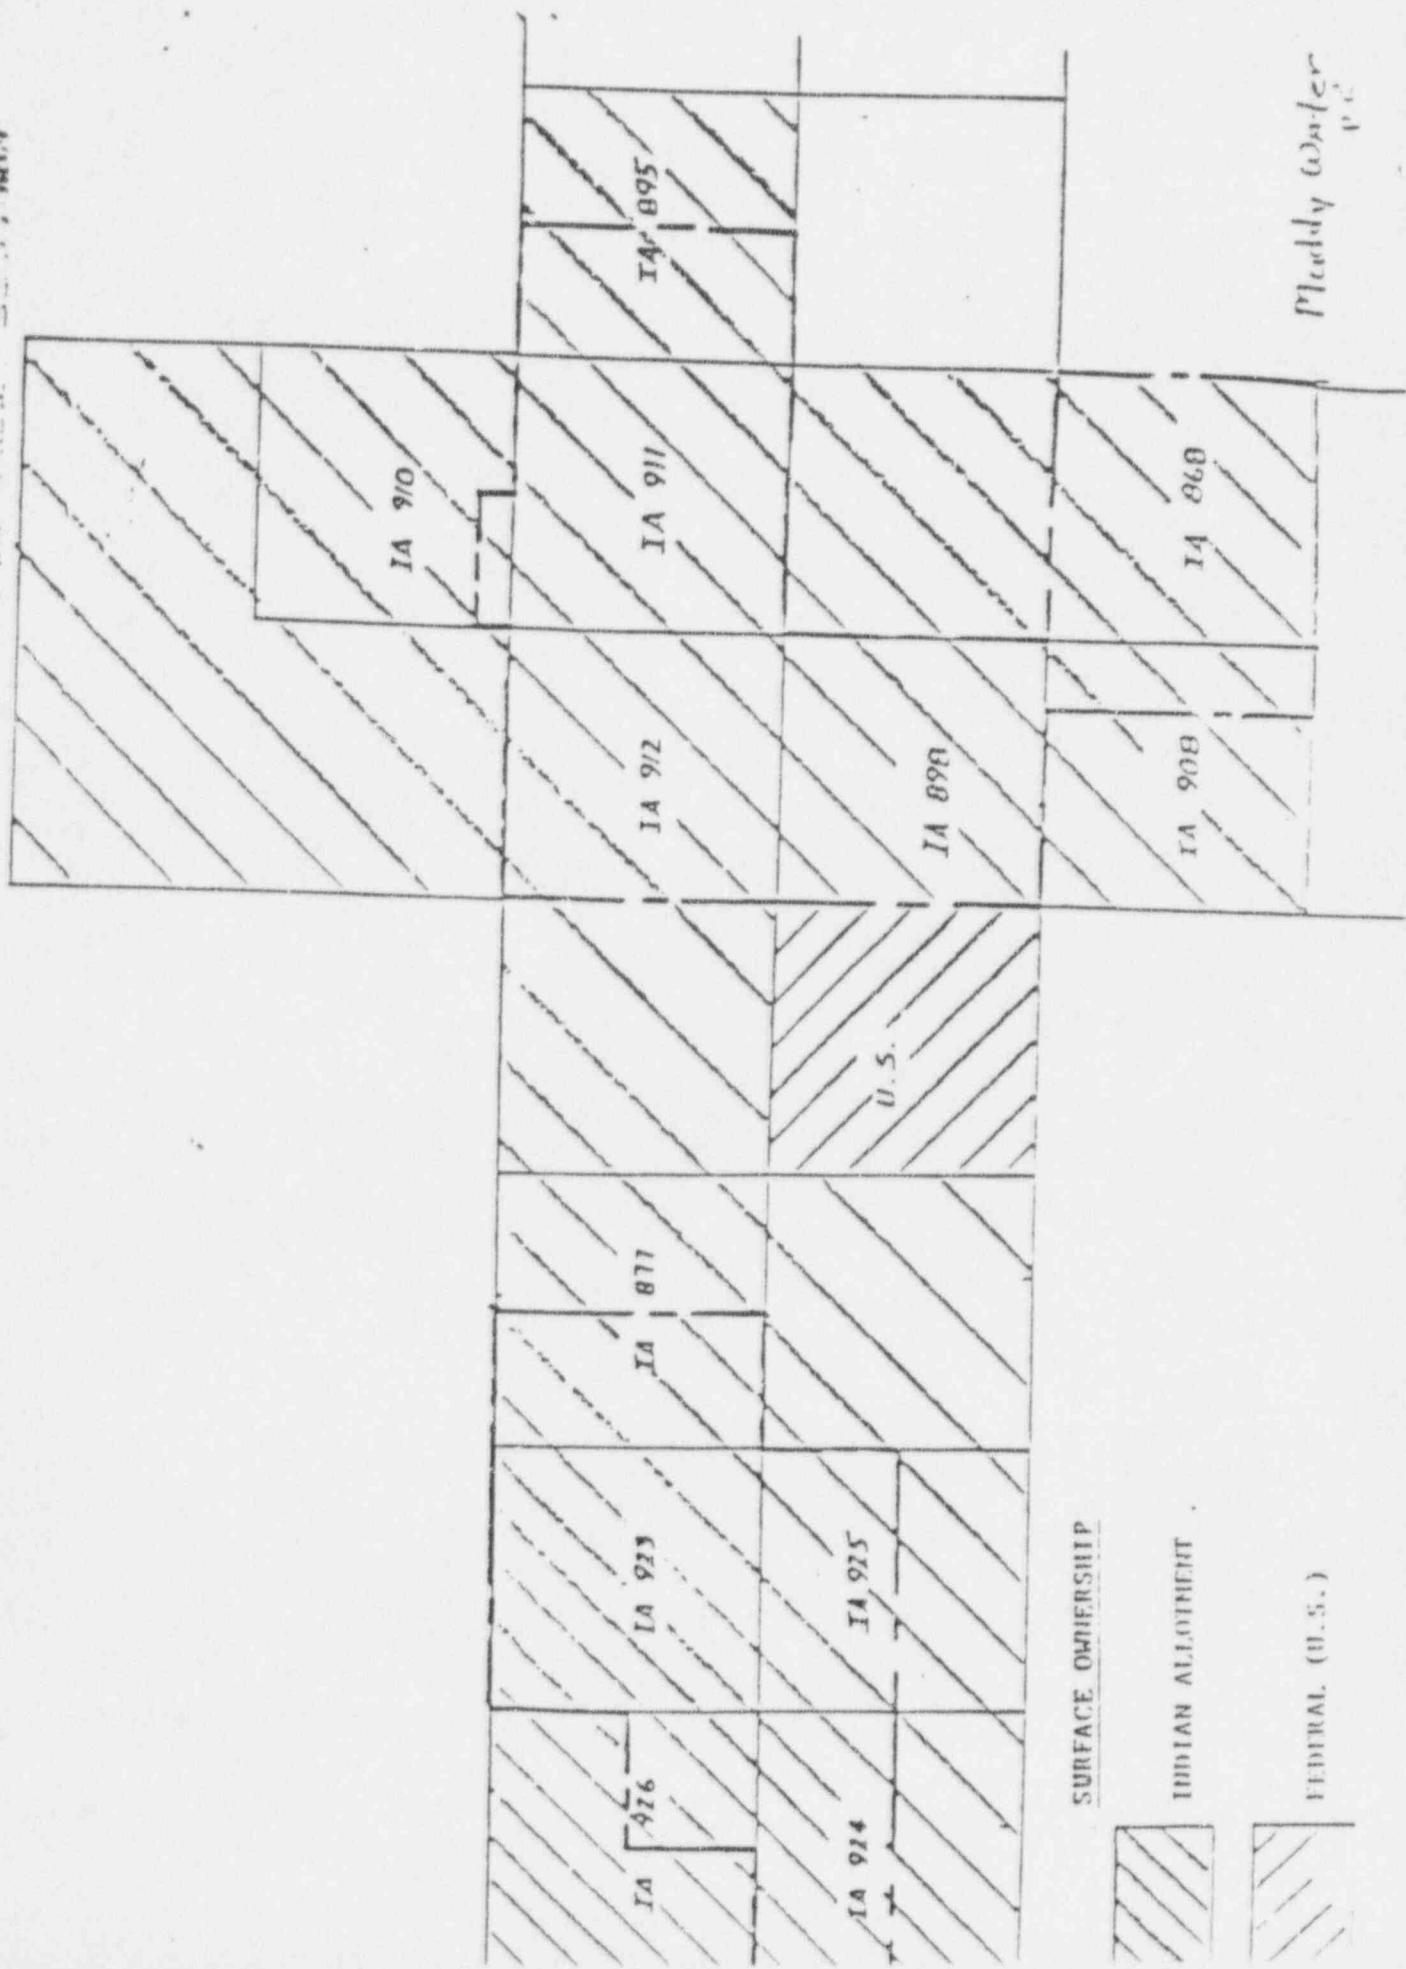 IA 926
IA 923
IA 877
IA 912
IA 910
IA 911
IA 895
IA 924
IA 925
U.S.
IA 898
IA 908
IA 868
SURFACE OWNERSHIP
INDIAN ALLOTMENT
FEDERAL (U.S.)
Muddy Water